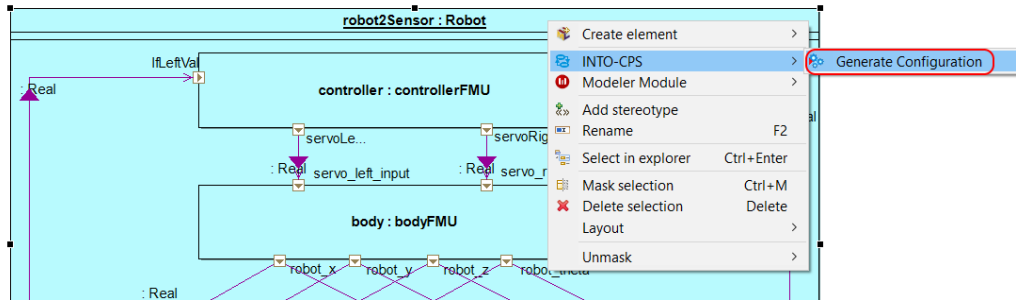 robot2Sensor : Robot
lfLeftVal
: Real
controller : controllerFMU
servoLe...
servoRig
: Real
servo_left_input
: Real
servo_r
body : bodyFMU
robot_x
robot_y
robot_z
robot_theta
: Real
Create element
INTO-CPS
Generate Configuration
Modeler Module
Add stereotype
Rename F2
Select in explorer Ctrl+Enter
Mask selection Ctrl+M
Delete selection Delete
Layout
Unmask
al